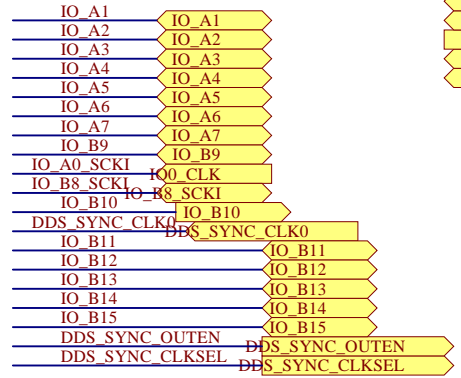 IO_A1 IO_A1
IO_A2 IO_A2
IO_A3 IO_A3
IO_A4 IO_A4
IO_A5 IO_A5
IO_A6 IO_A6
IO_A7 IO_A7
IO_B9 IO_B9
IO_A0_SCKI IO0_CLK
IO_B8_SCKI IO_B8_SCKI
IO_B10 IO_B10
DDS_SYNC_CLK0 DDS_SYNC_CLK0
IO_B11 IO_B11
IO_B12 IO_B12
IO_B13 IO_B13
IO_B14 IO_B14
IO_B15 IO_B15
DDS_SYNC_OUTEN DDS_SYNC_OUTEN
DDS_SYNC_CLKSEL DDS_SYNC_CLKSEL